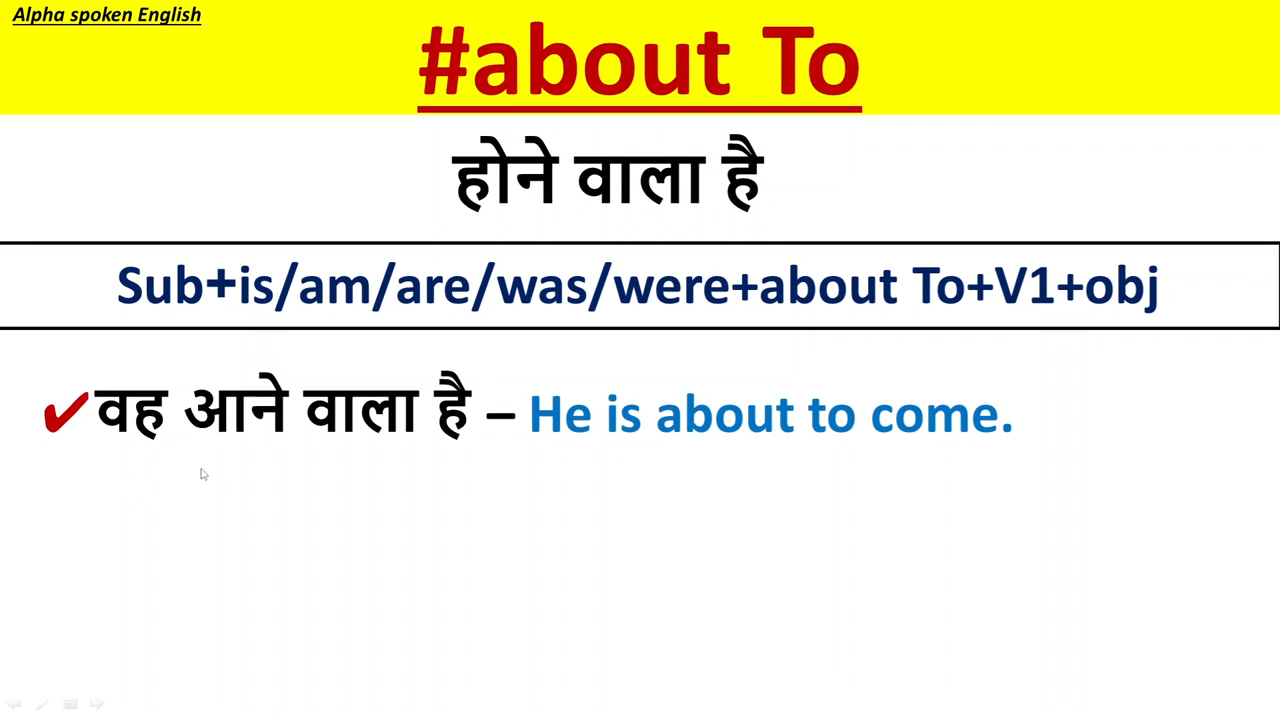 Alpha spoken English
#about To
होने वाला है
Sub+is/am/are/was/were+about To+V1+obj
✔वह आने वाला है – He is about to come.